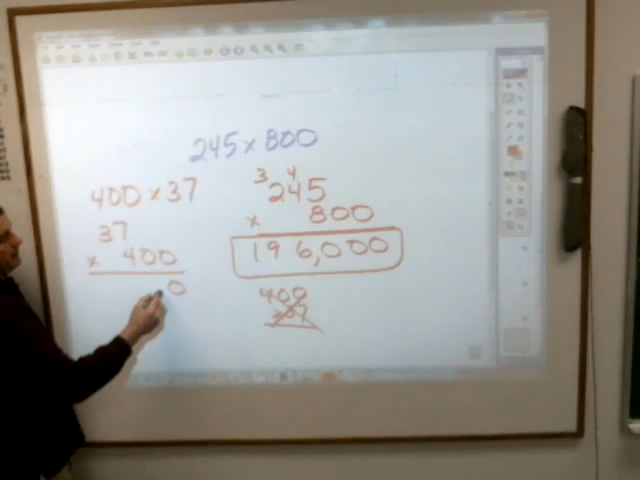 245 x 800
400 x 37
37
x 400
0
3 4
245
x 800
196,000
400
x 37